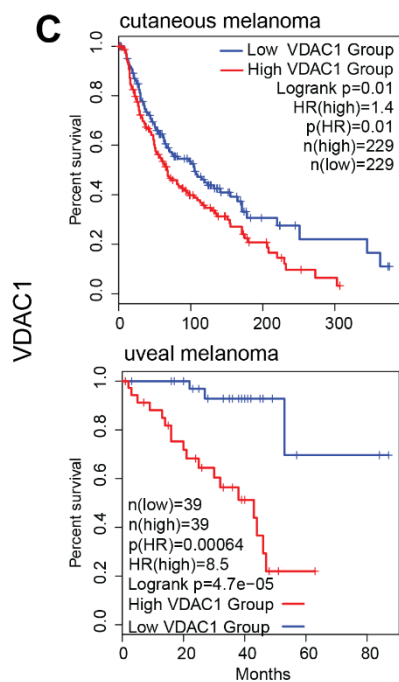 C
VDAC1
cutaneous melanoma
Low VDAC1 Group
High VDAC1 Group
Logrank p=0.01
HR(high)=1.4
p(HR)=0.01
n(high)=229
n(low)=229
Percent survival
1.0
0.8
0.6
0.4
0.2
0.0
0 100 200 300
uveal melanoma
Percent survival
1.0
0.8
0.6
0.4
0.2
0.0
n(low)=39
n(high)=39
p(HR)=0.00064
HR(high)=8.5
Logrank p=4.7e−05
High VDAC1 Group
Low VDAC1 Group
0 20 40 60 80
Months